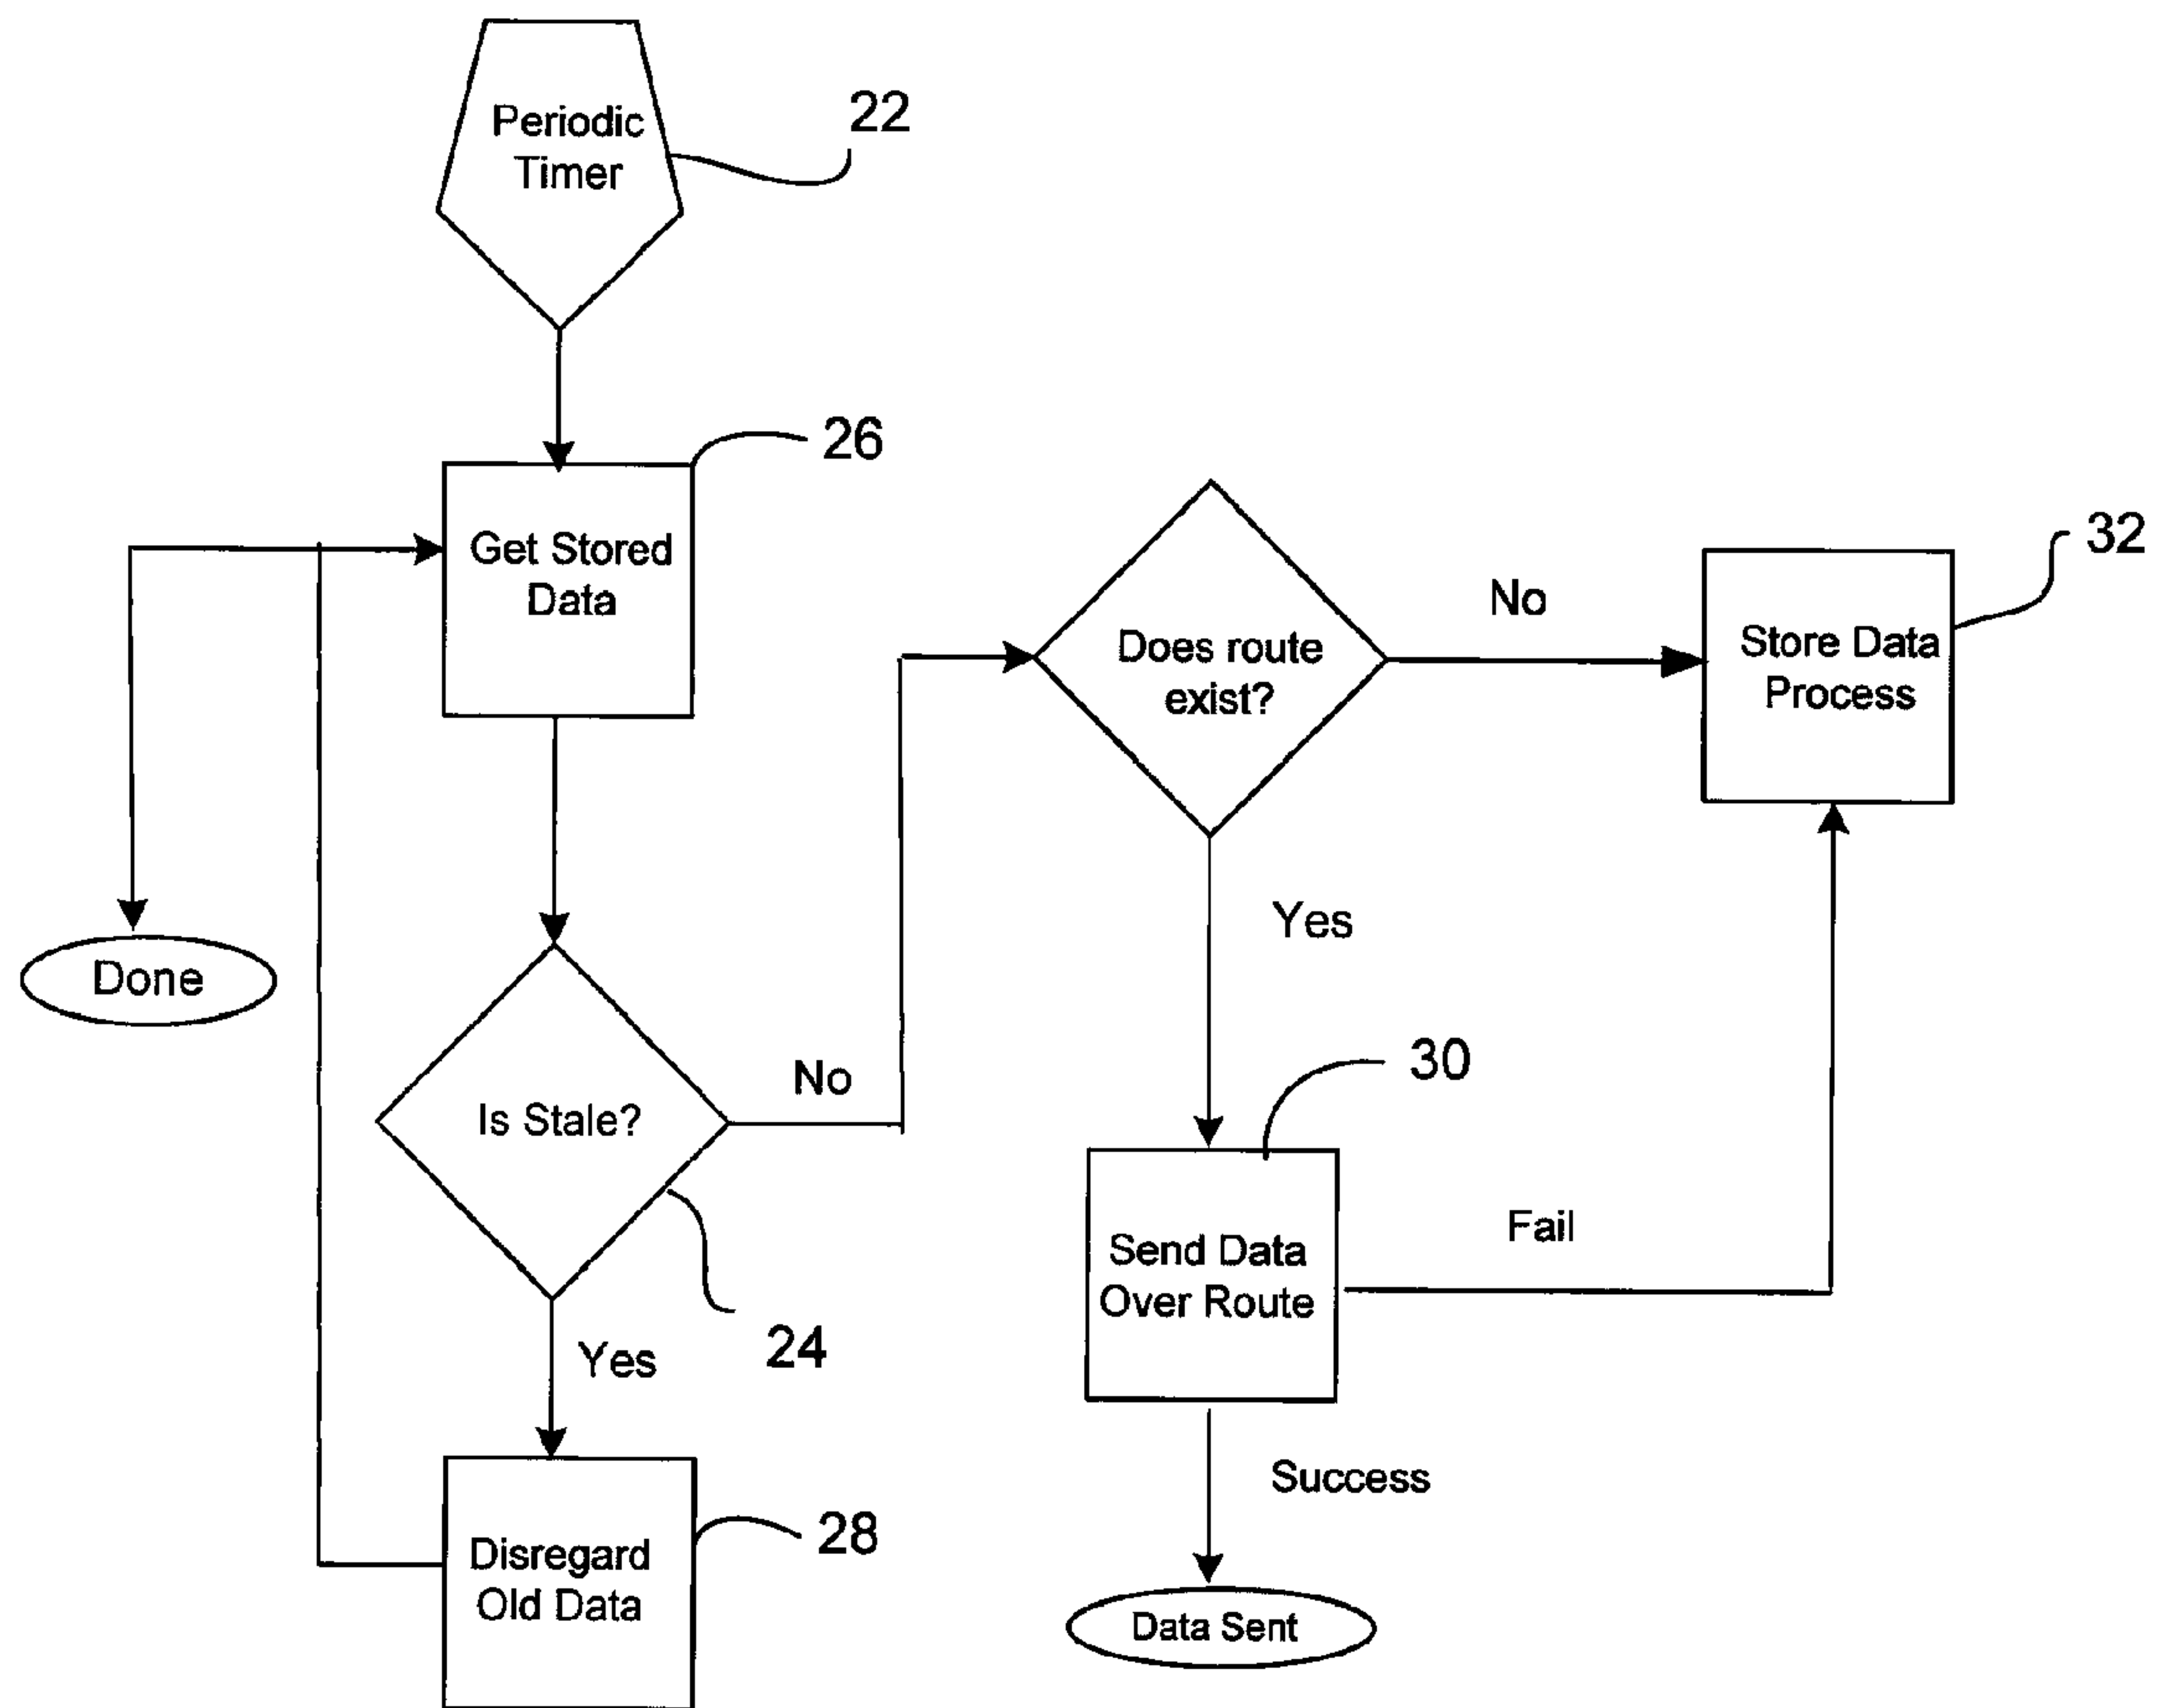 Periodic
Timer
22
26
Get Stored
Data
Does route
exist?
No
Store Data
Process
32
Done
Yes
Is Stale?
No
30
24
Yes
Send Data
Over Route
Fail
Success
Disregard
Old Data
28
Data Sent